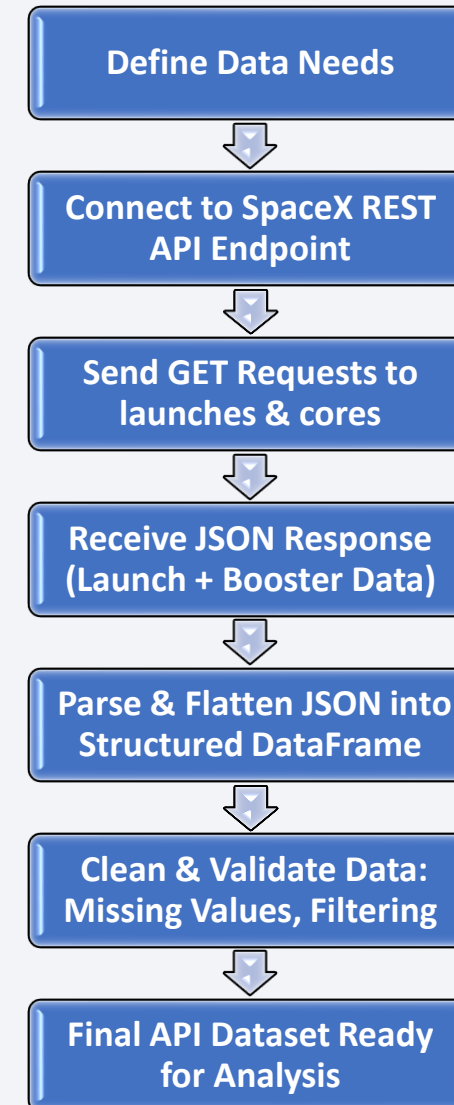 Define Data Needs
Connect to SpaceX REST
API Endpoint
Send GET Requests to
launches & cores
Receive JSON Response
(Launch + Booster Data)
Parse & Flatten JSON into
Structured DataFrame
Clean & Validate Data:
Missing Values, Filtering
Final API Dataset Ready
for Analysis